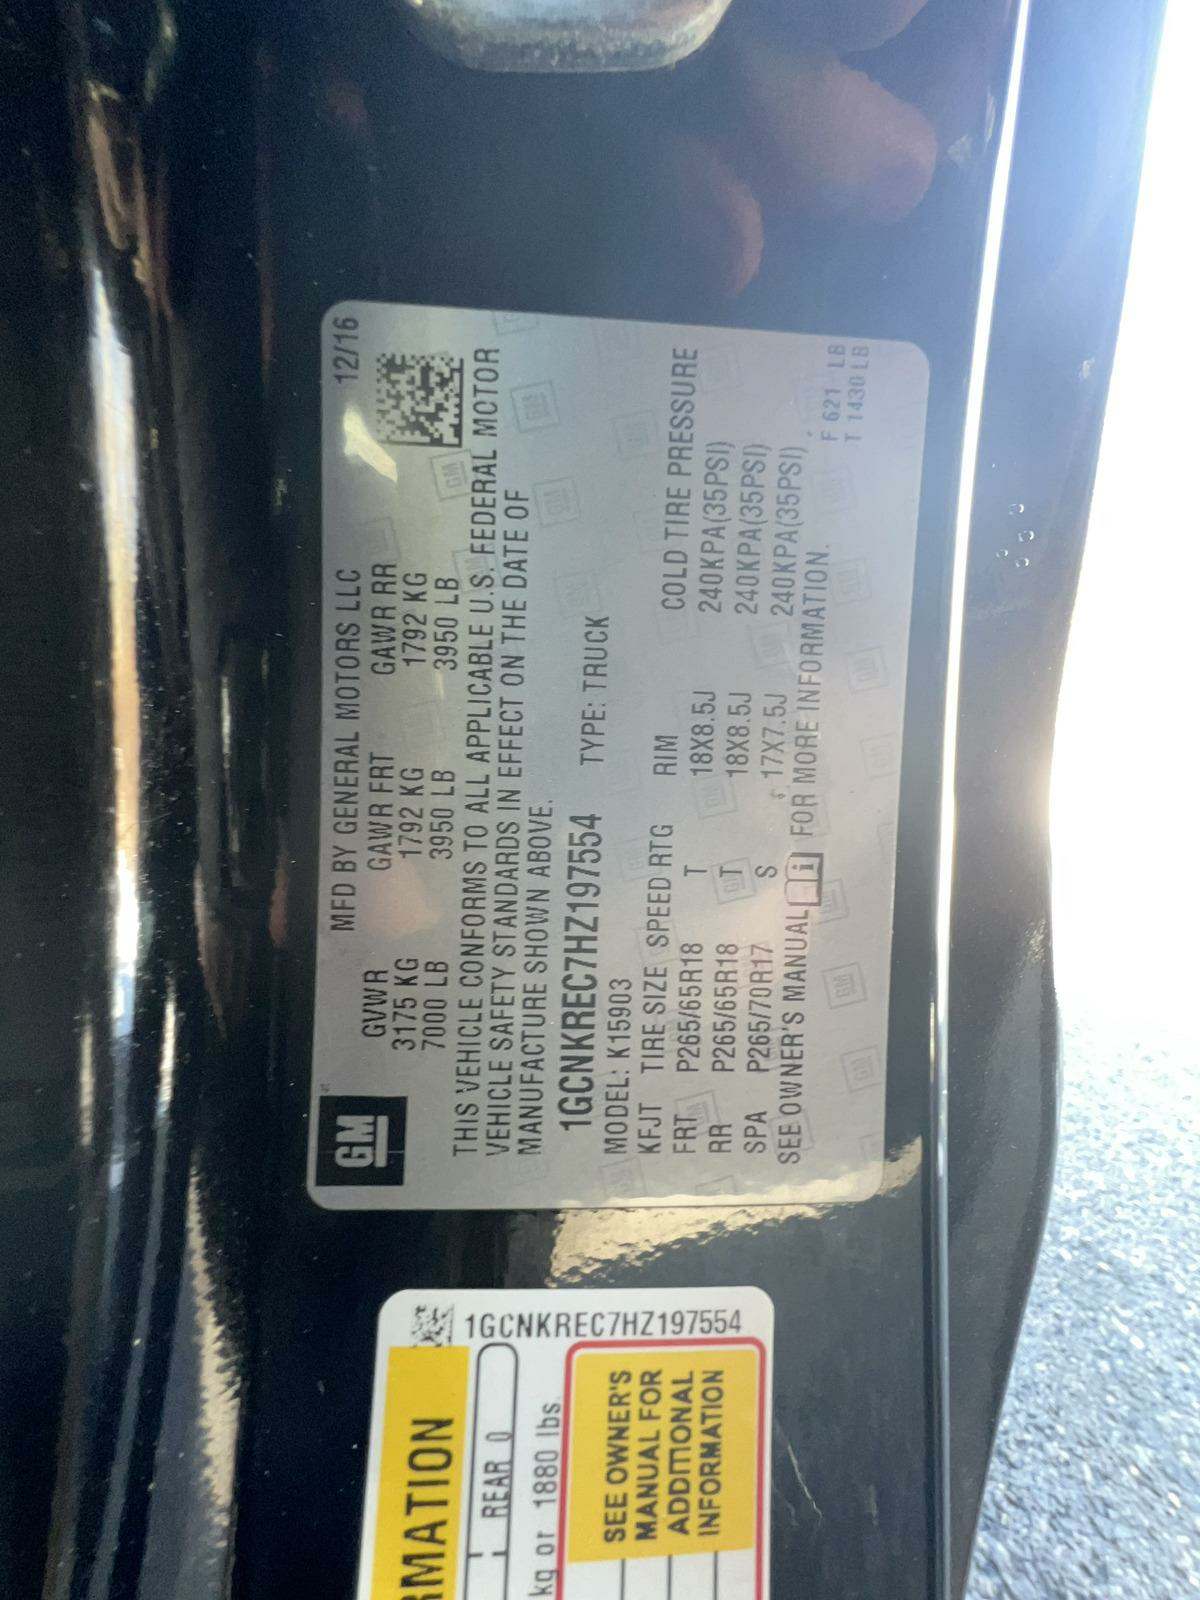 GM
MFD BY GENERAL MOTORS LLC 12/16
GVWR GAWR FRT GAWR RR
3175 KG 1792 KG 1792 KG
7000 LB 3950 LB 3950 LB
THIS VEHICLE CONFORMS TO ALL APPLICABLE U.S. FEDERAL MOTOR
VEHICLE SAFETY STANDARDS IN EFFECT ON THE DATE OF
MANUFACTURE SHOWN ABOVE.
1GCNKREC7HZ197554 TYPE: TRUCK
MODEL: K15903
KFJT TIRE SIZE SPEED RTG RIM COLD TIRE PRESSURE
FRT P265/65R18 T 18X8.5J 240KPA(35PSI)
RR P265/65R18 T 18X8.5J 240KPA(35PSI)
SPA P265/70R17 S 17X7.5J 240KPA(35PSI)
SEE OWNER'S MANUAL i FOR MORE INFORMATION.
F 621 LB
T 1430 LB
1GCNKREC7HZ197554
RMATION
REAR 0
kg or 1880 lbs.
SEE OWNER'S
MANUAL FOR
ADDITIONAL
INFORMATION